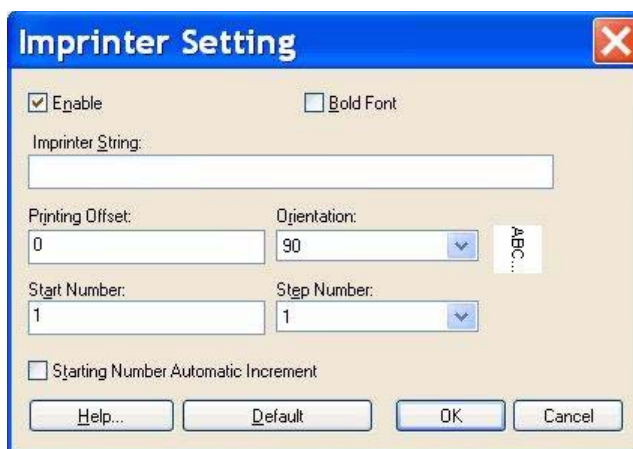 Imprinter Setting
Enable Bold Font
Imprinter String:
Printing Offset: Orientation:
0 90 ABC...
Start Number: Step Number:
1 1
Starting Number Automatic Increment
Help... Default OK Cancel